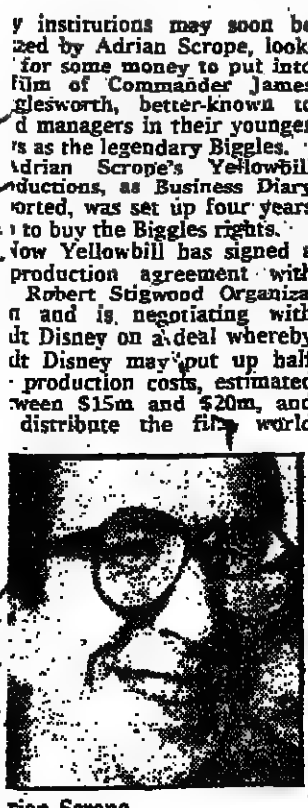 y institutions may soon be
zed by Adrian Scrope, look
for some money to put into
film of Commander James
glesworth, better-known to
d managers in their younger
rs as the legendary Biggles.
Adrian Scrope's Yellowbill
ductions, as Business Diary
orted, was set up four years
to buy the Biggles rights.
Now Yellowbill has signed a
production agreement with
Robert Stigwood Organiza
n and is negotiating with
lt Disney on a deal whereby
lt Disney may put up half
production costs, estimated
ween $15m and $20m, and
distribute the film world
rian Scrope